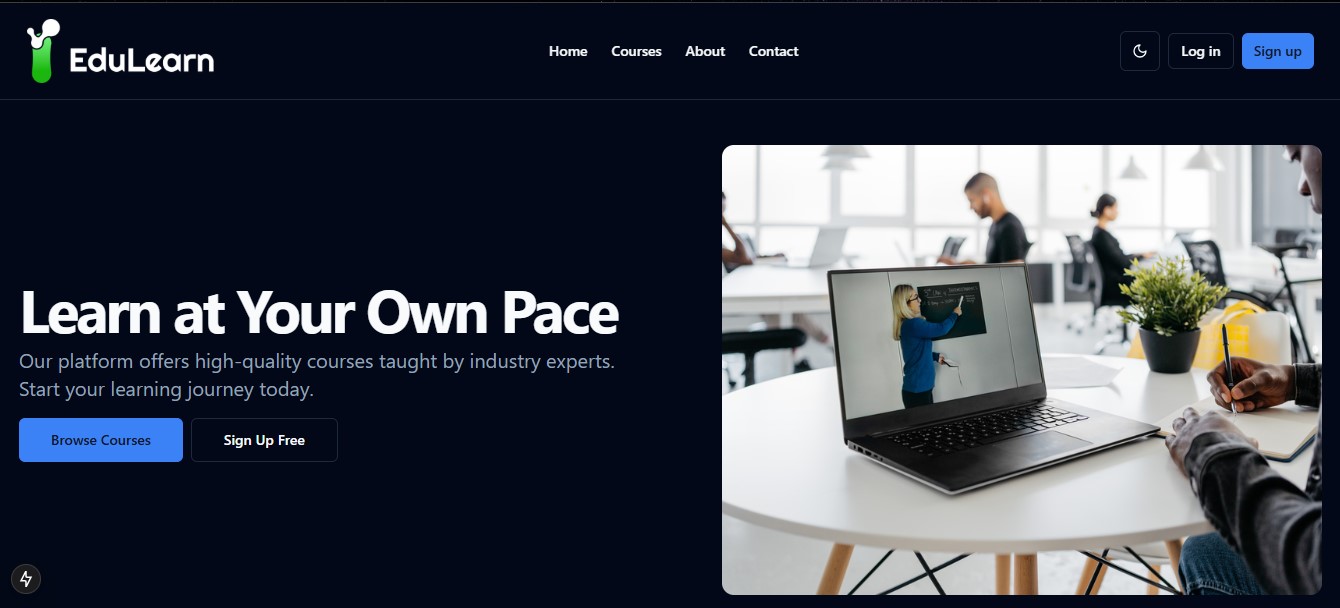 EduLearn
Home Courses About Contact
Log in Sign up
Learn at Your Own Pace
Our platform offers high-quality courses taught by industry experts.
Start your learning journey today.
Browse Courses Sign Up Free